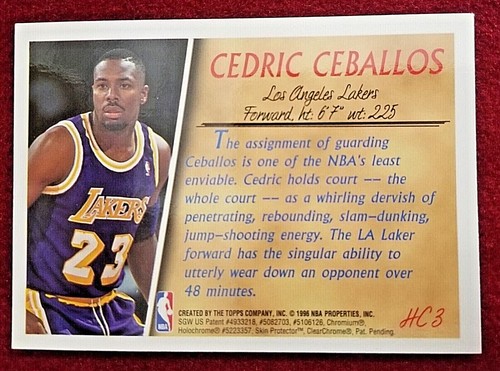 CEDRIC CEBALLOS
Los Angeles Lakers
Forward, ht: 6'7" wt: 225
The assignment of guarding
Ceballos is one of the NBA's least
enviable. Cedric holds court -- the
whole court -- as a whirling dervish of
penetrating, rebounding, slam-dunking,
jump-shooting energy. The LA Laker
forward has the singular ability to
utterly wear down an opponent over
48 minutes.
LAKERS
23
NBA
CREATED BY THE TOPPS COMPANY, INC. © 1996 NBA PROPERTIES, INC.
SGW US Patent #4933218, #5082703, #5106126, Chromium®,
Holochrome® #5223357, Skin Protector™, ClearChrome®, Pat. Pending.
HC3